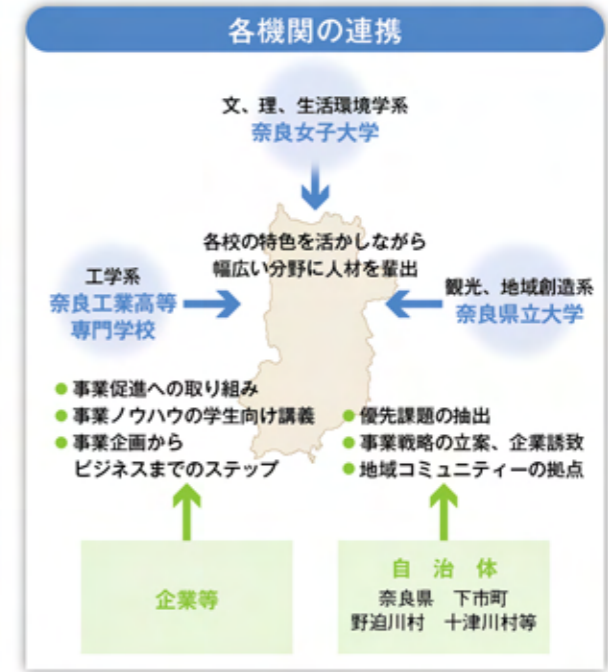 各機関の連携
文、理、生活環境学系
奈良女子大学
各校の特色を活かしながら
幅広い分野に人材を輩出
工学系
奈良工業高等
専門学校
観光、地域創造系
奈良県立大学
● 事業促進への取り組み
● 事業ノウハウの学生向け講義
● 事業企画から
ビジネスまでのステップ
● 優先課題の抽出
● 事業戦略の立案、企業誘致
● 地域コミュニティーの拠点
企業等
自 治 体
奈良県 下市町
野迫川村 十津川村等